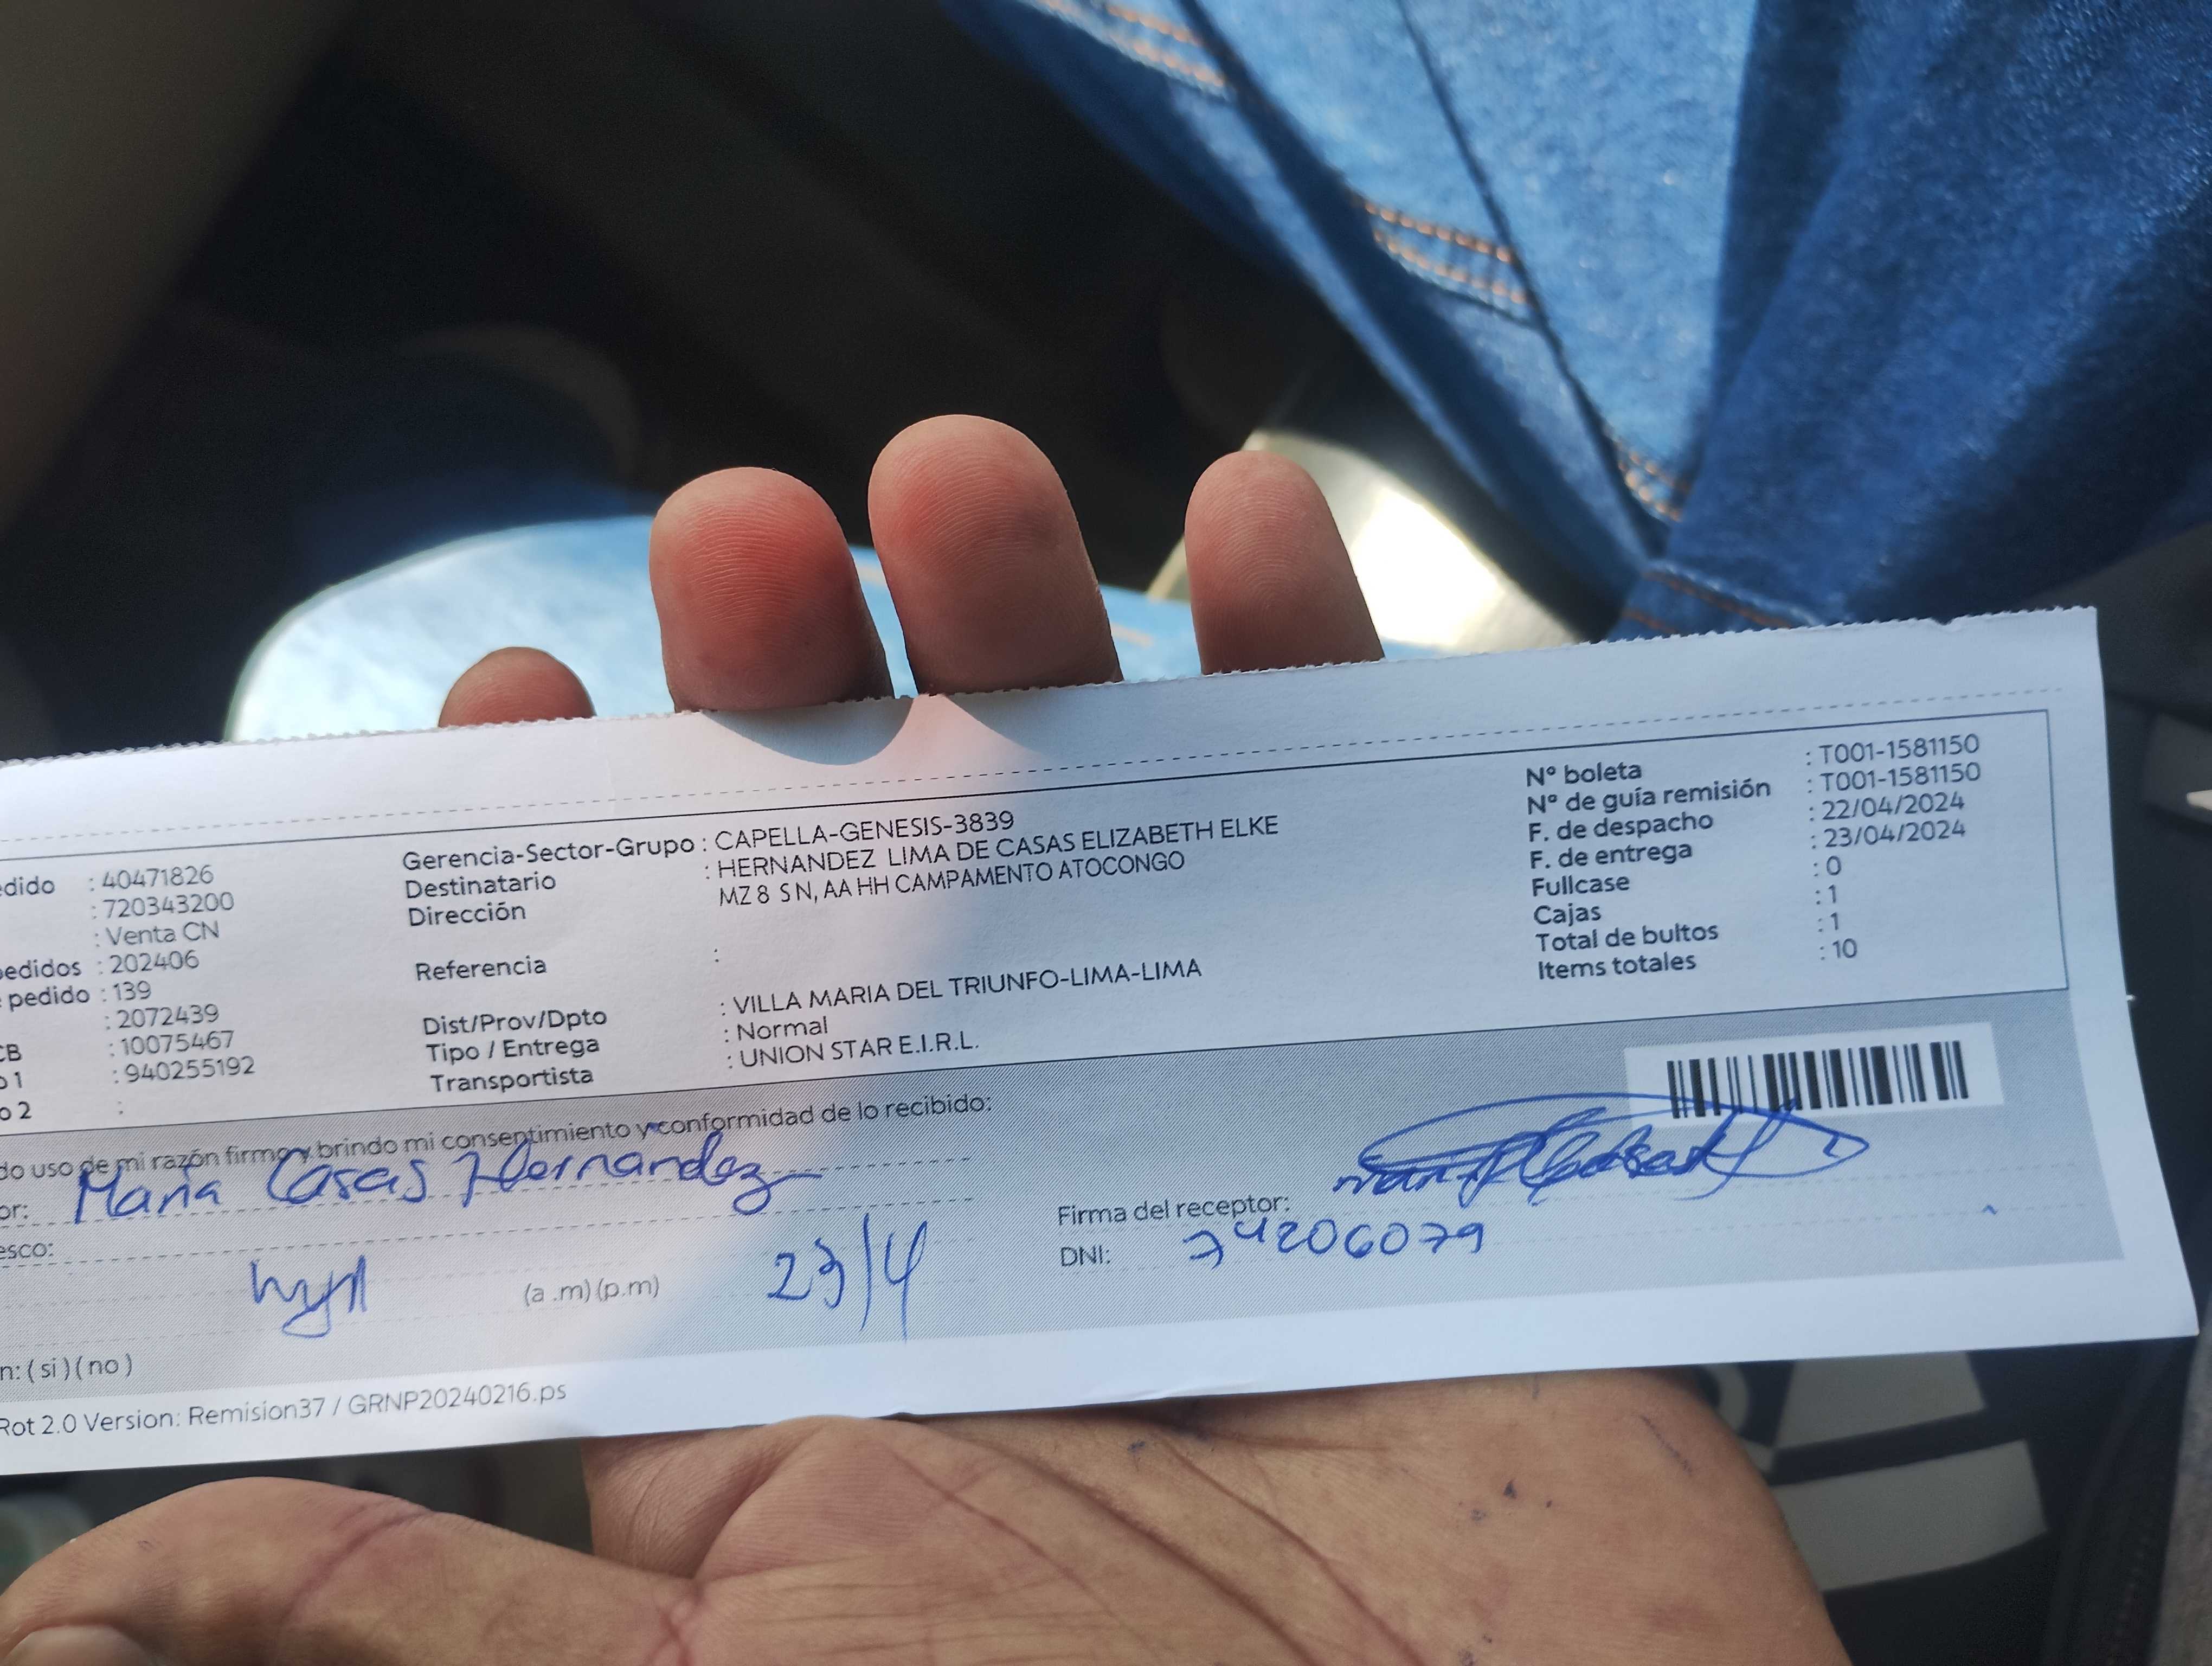 Nº boleta : T001-1581150
Nº de guía remisión : T001-1581150
F. de despacho : 22/04/2024
F. de entrega : 23/04/2024
Fullcase : 0
Cajas : 1
Total de bultos : 1
Items totales : 10
Gerencia-Sector-Grupo : CAPELLA-GENESIS-3839
Destinatario : HERNANDEZ LIMA DE CASAS ELIZABETH ELKE
Dirección MZ 8 S N, AA HH CAMPAMENTO ATOCONGO
Referencia :
Dist/Prov/Dpto : VILLA MARIA DEL TRIUNFO-LIMA-LIMA
Tipo / Entrega : Normal
Transportista : UNION STAR E.I.R.L.
edido : 40471826
: 720343200
: Venta CN
pedidos : 202406
pedido : 139
: 2072439
CB : 10075467
o 1 : 940255192
o 2 :
do uso de mi razón firmo y brindo mi consentimiento y conformidad de lo recibido:
or: Maria Casas Hernandez
esco:
(a .m) (p.m) 23/4
Firma del receptor:
DNI: 74206079
n: ( si ) ( no )
Rot 2.0 Version: Remision37 / GRNP20240216.ps